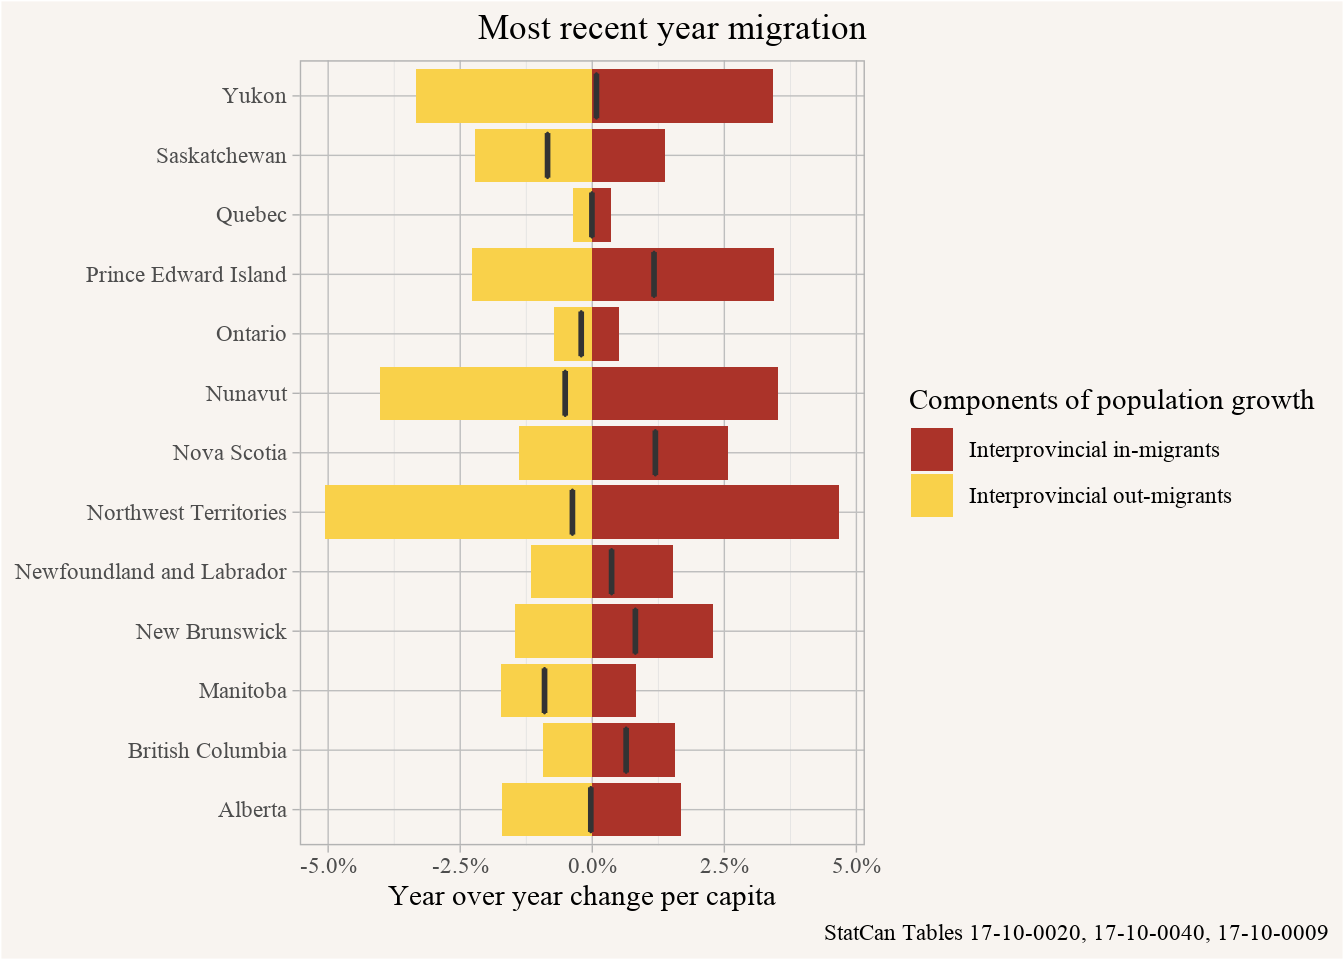 Most recent year migration
Yukon
Saskatchewan
Quebec
Prince Edward Island
Ontario
Nunavut
Nova Scotia
Northwest Territories
Newfoundland and Labrador
New Brunswick
Manitoba
British Columbia
Alberta
-5.0% -2.5% 0.0% 2.5% 5.0%
Year over year change per capita
Components of population growth
Interprovincial in-migrants
Interprovincial out-migrants
StatCan Tables 17-10-0020, 17-10-0040, 17-10-0009